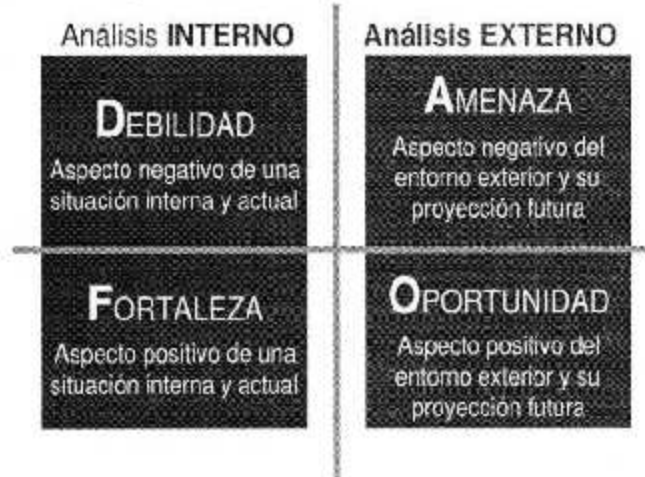 Análisis INTERNO
DEBILIDAD
Aspecto negativo de una
situación interna y actual
FORTALEZA
Aspecto positivo de una
situación interna y actual
Análisis EXTERNO
AMENAZA
Aspecto negativo del
entorno exterior y su
proyección futura
OPORTUNIDAD
Aspecto positivo del
entorno exterior y su
proyección futura